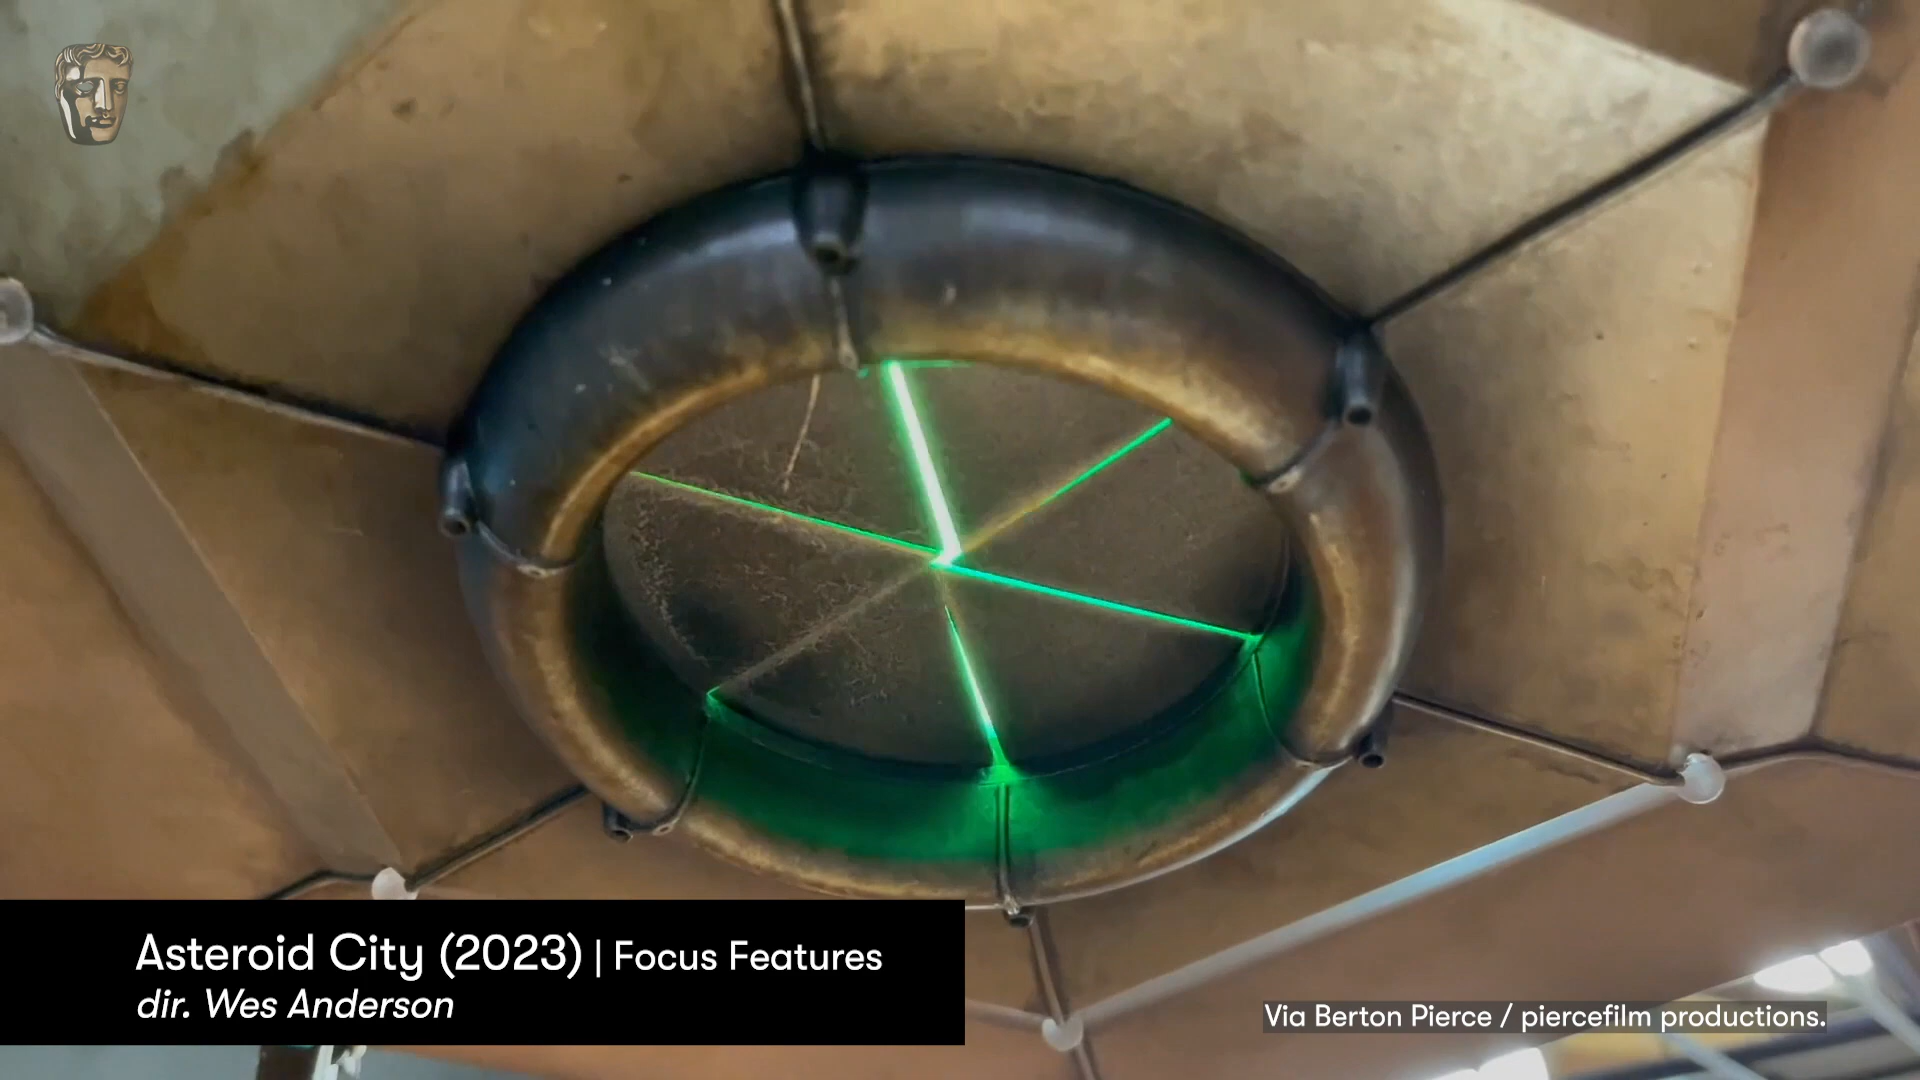 Asteroid City (2023) | Focus Features
dir. Wes Anderson
Via Berton Pierce / piercefilm productions.